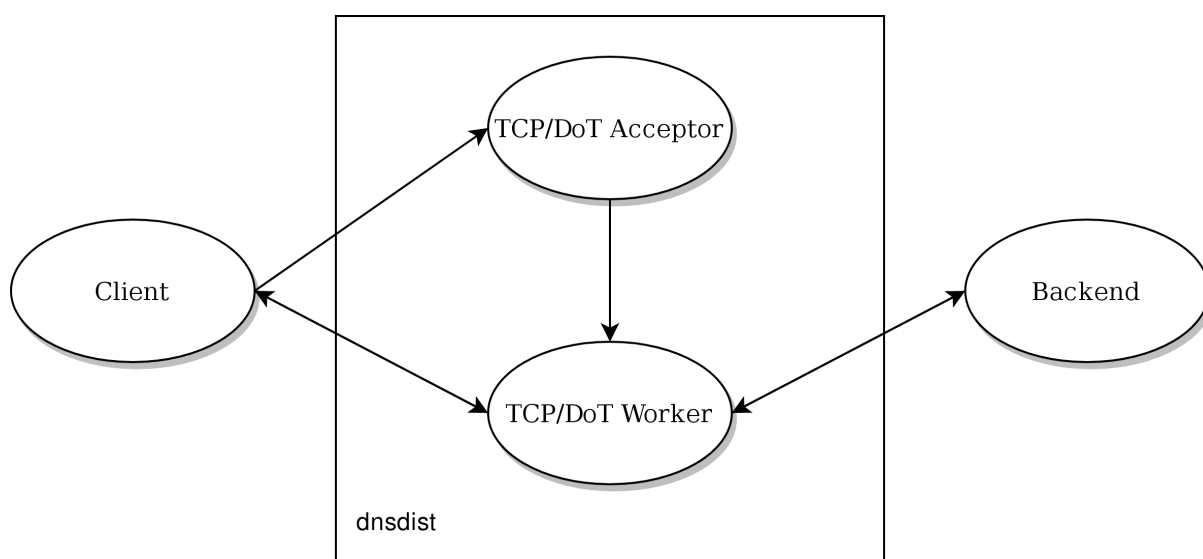 TCP/DoT Acceptor
Client
Backend
TCP/DoT Worker
dnsdist